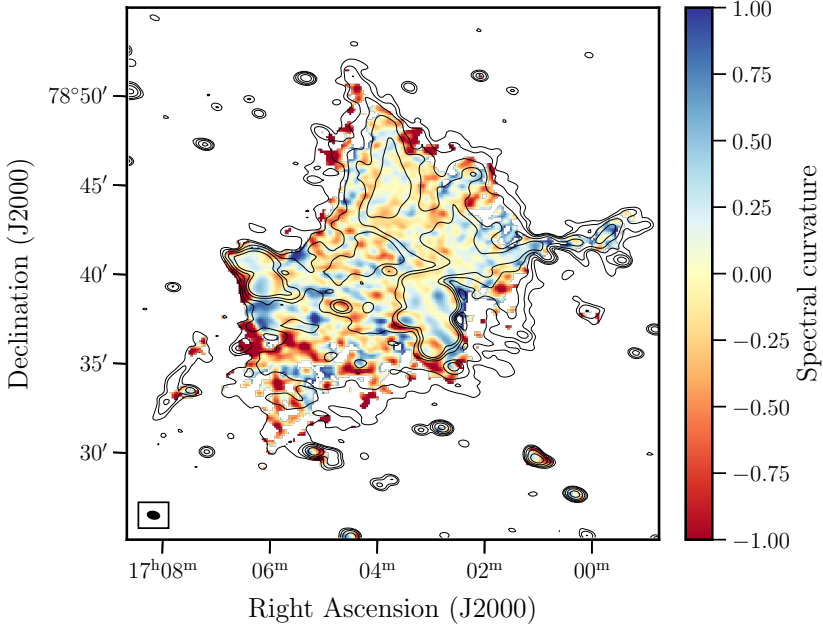 Declination (J2000)
78°50′
45′
40′
35′
30′
17ʰ08ᵐ
06ᵐ
04ᵐ
02ᵐ
00ᵐ
Right Ascension (J2000)
1.00
0.75
0.50
0.25
0.00
−0.25
−0.50
−0.75
−1.00
Spectral curvature